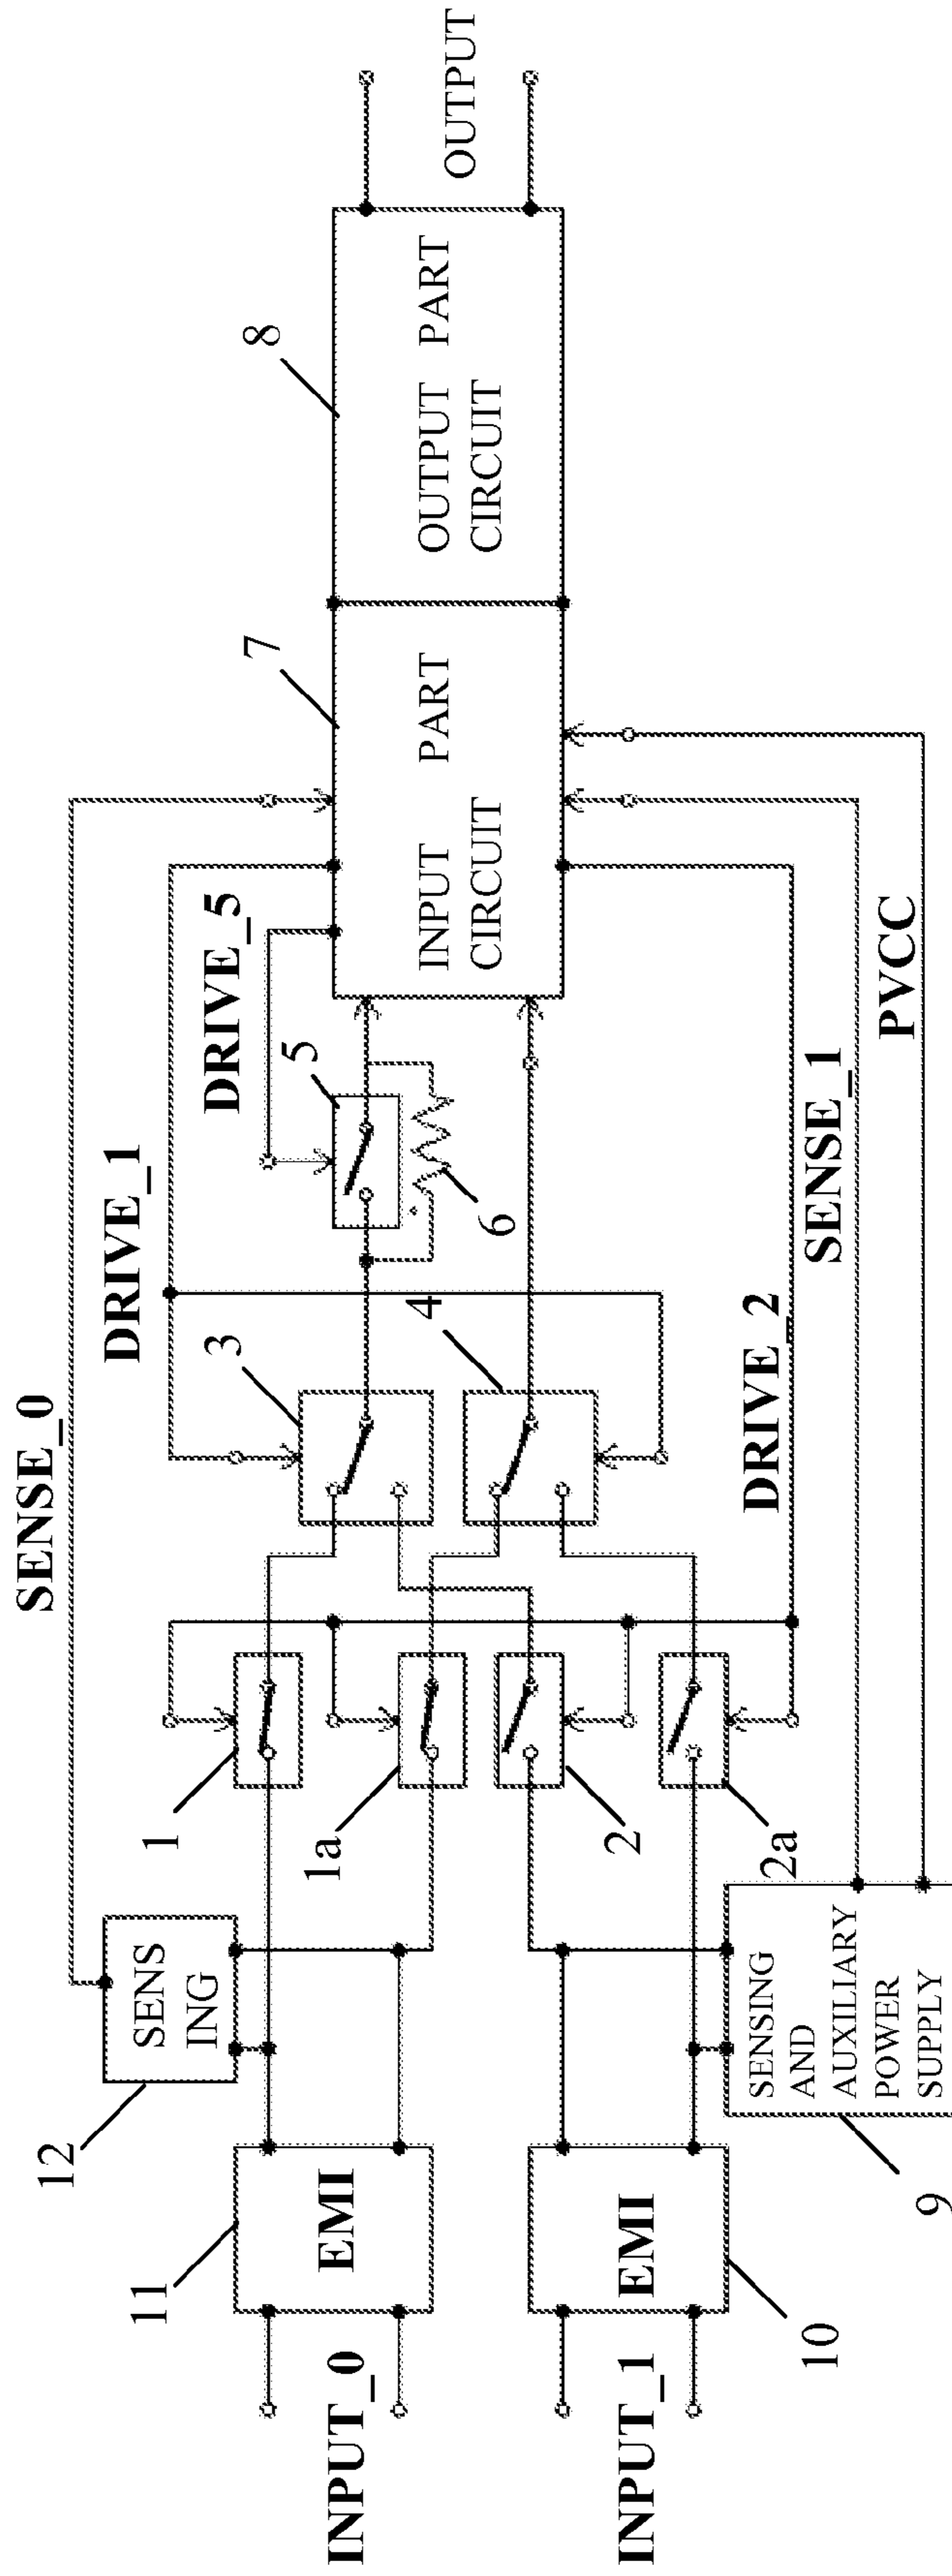 SENSE_0
DRIVE_1
DRIVE_5
12
SENS
ING
1
3
5
7
8
11
EMI
INPUT_0
1a
4
6
INPUT PART
CIRCUIT
OUTPUT PART
CIRCUIT
OUTPUT
INPUT_1
EMI
10
2
2a
DRIVE_2
SENSE_1
PVCC
SENSING
AND
AUXILIARY
POWER
SUPPLY
9